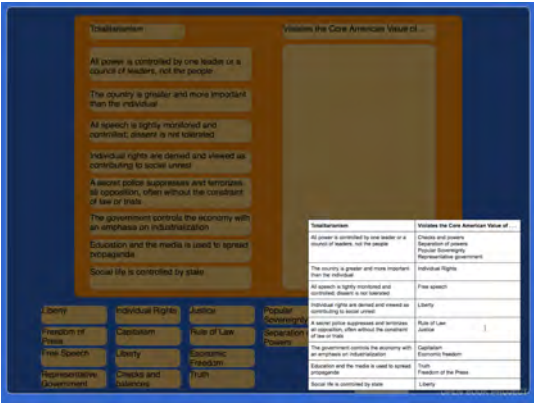 Totalitarianism
Violates the Core American Value of ...
All power is controlled by one leader or a
council of leaders, not the people
The country is greater and more important
than the individual
All speech is tightly monitored and
controlled; dissent is not tolerated
Individual rights are denied and viewed as
contributing to social unrest
A secret police suppresses and terrorizes
all opposition, often without the constraint
of law or trials
The government controls the economy with
an emphasis on industrialization
Education and the media is used to spread
propaganda
Social life is controlled by state
Liberty
Individual Rights
Justice
Popular
Sovereignty
Freedom of
Press
Capitalism
Rule of Law
Separation
Powers
Free Speech
Liberty
Economic
Freedom
Representative
Government
Checks and
balances
Truth
Totalitarianism
Violates the Core American Value of . . .
All power is controlled by one leader or a
council of leaders, not the people
Checks and powers
Separation of powers
Popular Sovereignty
Representative government
The country is greater and more important
than the individual
Individual Rights
All speech is tightly monitored and
controlled; dissent is not tolerated
Free speech
Individual rights are denied and viewed as
contributing to social unrest
Liberty
A secret police suppresses and terrorizes
all opposition, often without the constraint
of law or trials
Rule of Law
Justice
The government controls the economy with
an emphasis on industrialization
Capitalism
Economic freedom
Education and the media is used to spread
propaganda
Truth
Freedom of the Press
Social life is controlled by state
Liberty
OPEN BOOK PROJECT